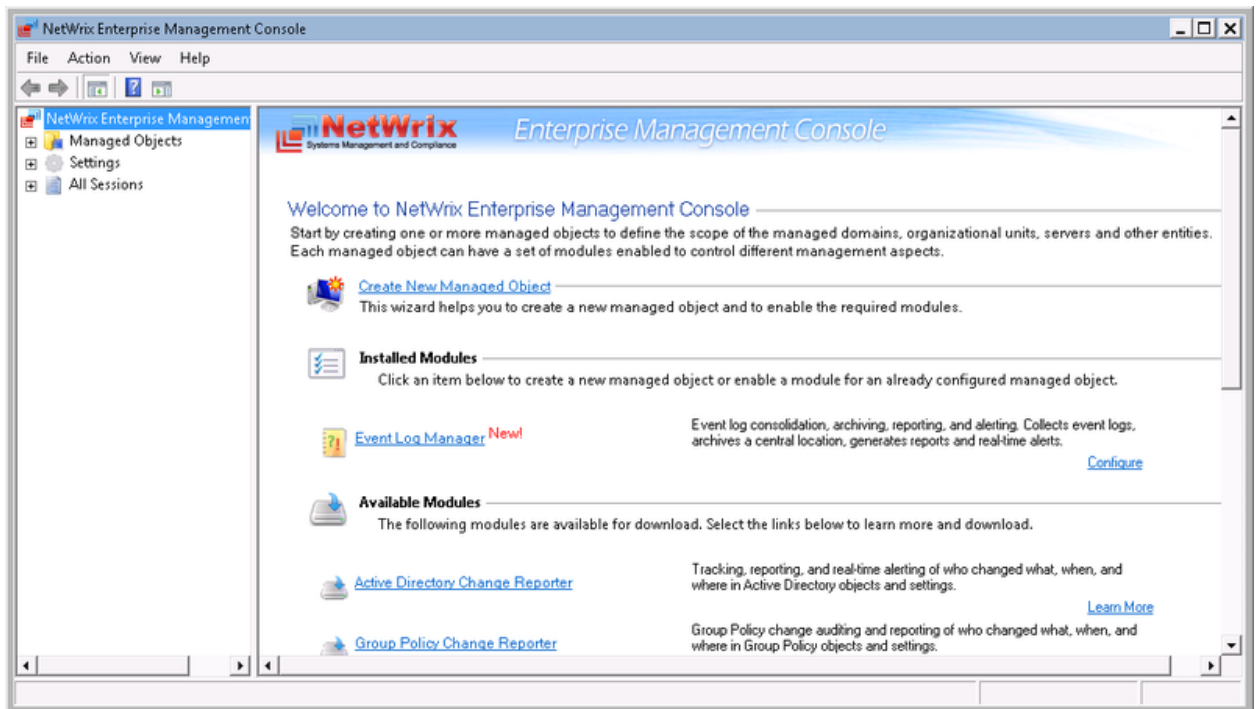 NetWrix Enterprise Management Console
File Action View Help
NetWrix Enterprise Managemen
Managed Objects
Settings
All Sessions
NetWrix
Systems Management and Compliance
Enterprise Management Console
Welcome to NetWrix Enterprise Management Console
Start by creating one or more managed objects to define the scope of the managed domains, organizational units, servers and other entities.
Each managed object can have a set of modules enabled to control different management aspects.
Create New Managed Object
This wizard helps you to create a new managed object and to enable the required modules.
Installed Modules
Click an item below to create a new managed object or enable a module for an already configured managed object.
Event Log Manager New!
Event log consolidation, archiving, reporting, and alerting. Collects event logs,
archives a central location, generates reports and real-time alerts.
Configure
Available Modules
The following modules are available for download. Select the links below to learn more and download.
Active Directory Change Reporter
Tracking, reporting, and real-time alerting of who changed what, when, and
where in Active Directory objects and settings.
Learn More
Group Policy Change Reporter
Group Policy change auditing and reporting of who changed what, when, and
where in Group Policy objects and settings.